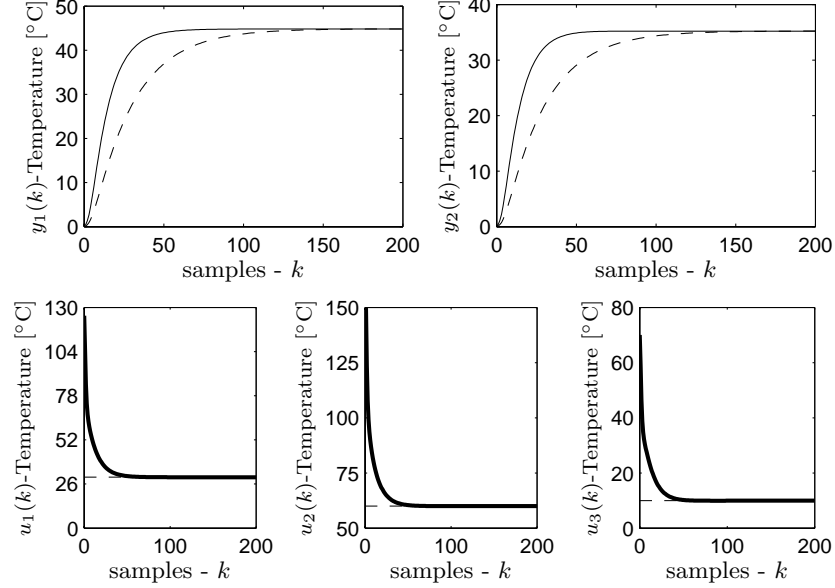 y1(k)-Temperature [°C]
50
40
30
20
10
0
0 50 100 150 200
samples - k
y2(k)-Temperature [°C]
40
30
20
10
0
0 50 100 150 200
samples - k
u1(k)-Temperature [°C]
130
104
78
52
26
0
0 100 200
samples - k
u2(k)-Temperature [°C]
150
125
100
75
50
0 100 200
samples - k
u3(k)-Temperature [°C]
80
60
40
20
0
0 100 200
samples - k